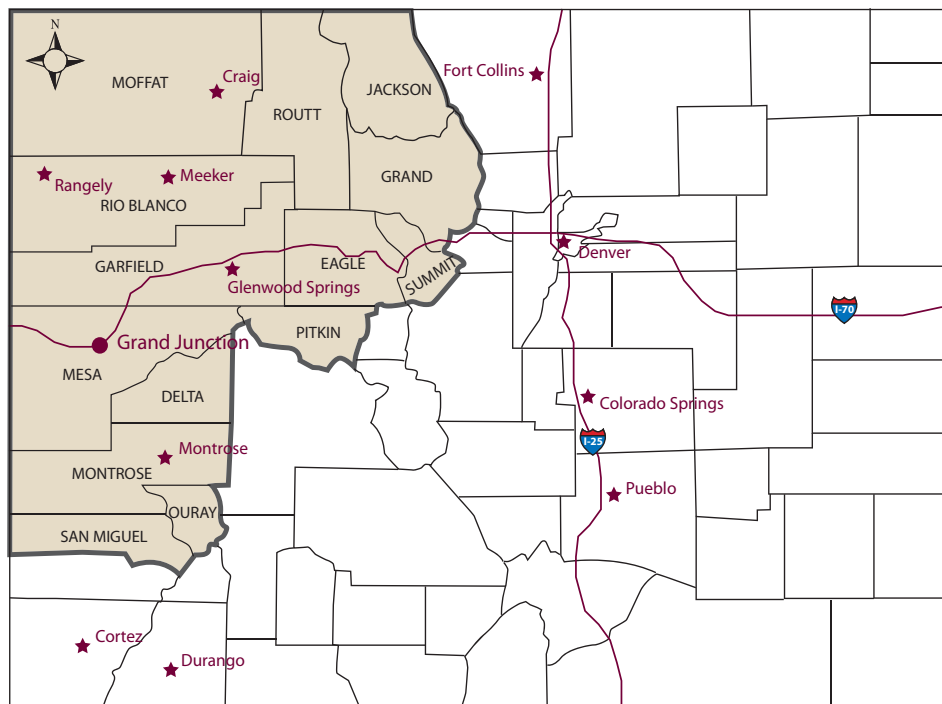 N
MOFFAT
Craig
ROUTT
JACKSON
Fort Collins
Rangely
Meeker
RIO BLANCO
GRAND
GARFIELD
EAGLE
SUMMIT
Denver
Glenwood Springs
I-70
PITKIN
Grand Junction
MESA
DELTA
Colorado Springs
I-25
Montrose
MONTROSE
Pueblo
OURAY
SAN MIGUEL
Cortez
Durango